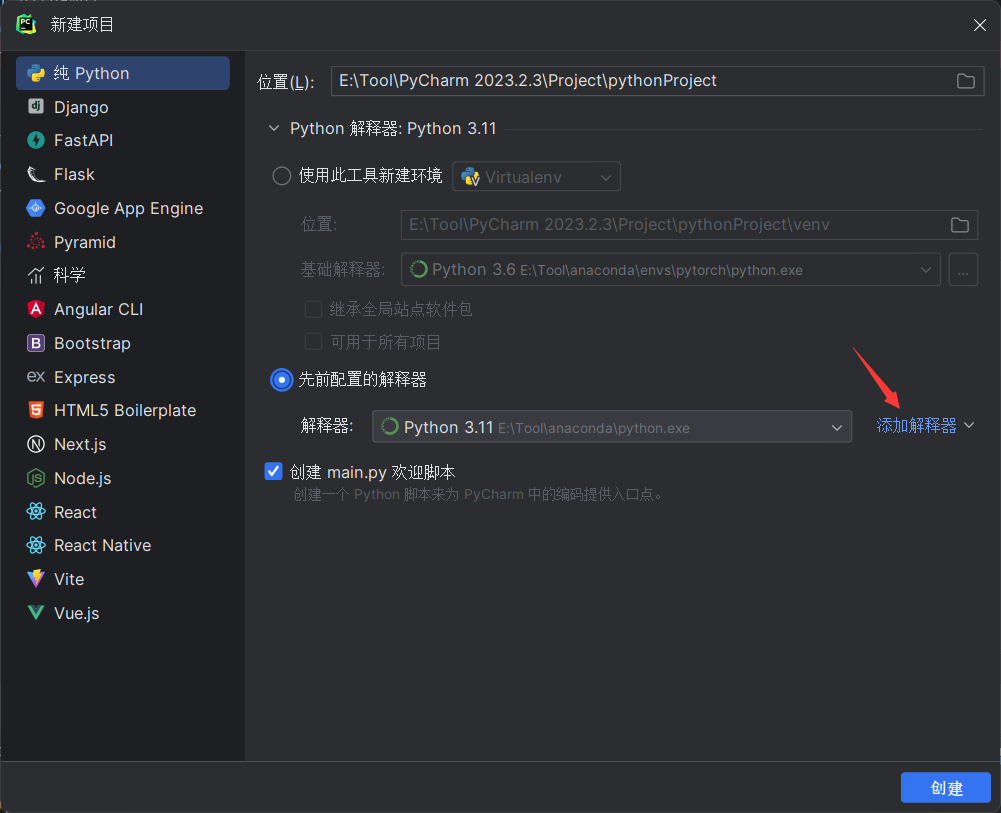 新建项目
纯 Python
Django
FastAPI
Flask
Google App Engine
Pyramid
科学
Angular CLI
Bootstrap
Express
HTML5 Boilerplate
Next.js
Node.js
React
React Native
Vite
Vue.js
位置(L): E:\Tool\PyCharm 2023.2.3\Project\pythonProject
Python 解释器: Python 3.11
使用此工具新建环境 Virtualenv
位置: E:\Tool\PyCharm 2023.2.3\Project\pythonProject\venv
基础解释器: Python 3.6 E:\Tool\anaconda\envs\pytorch\python.exe ...
继承全局站点软件包
可用于所有项目
先前配置的解释器
解释器: Python 3.11 E:\Tool\anaconda\python.exe 添加解释器
创建 main.py 欢迎脚本
创建一个 Python 脚本来为 PyCharm 中的编码提供入口点。
创建